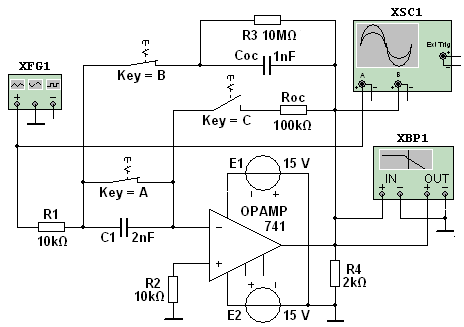 XSC1
R3 10MΩ
Ext Trig
Coc 1nF
XFG1
Key = B
A B
Roc
Key = C
100kΩ
XBP1
IN OUT
E1 15 V
Key = A
OPAMP
741
R1
10kΩ
C1 2nF
R2
10kΩ
R4
2kΩ
E2 15 V